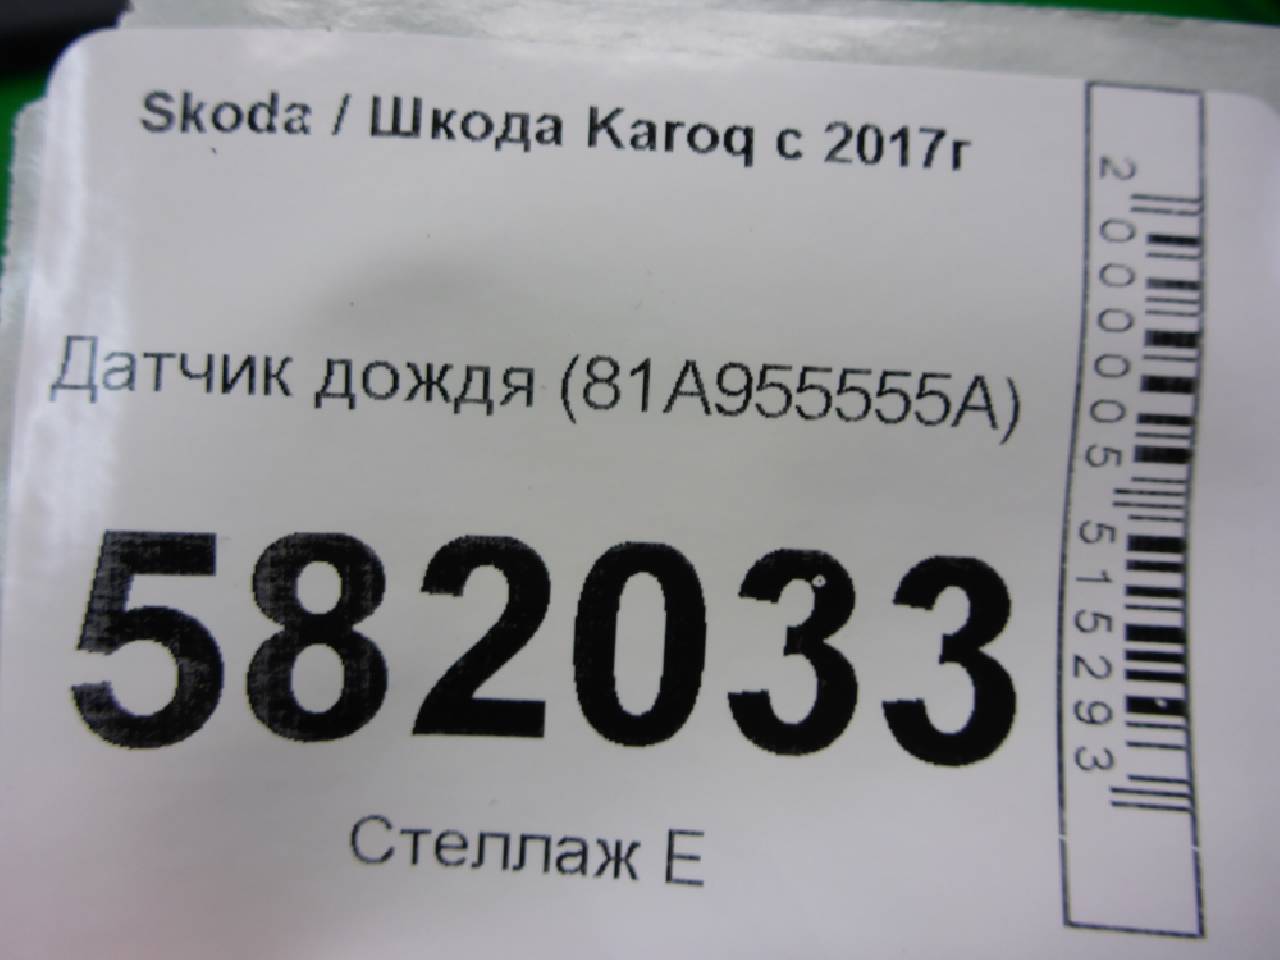 Skoda / Шкода Karoq с 2017г
Датчик дождя (81A955555A)
582033
Стеллаж Е
2000005515293